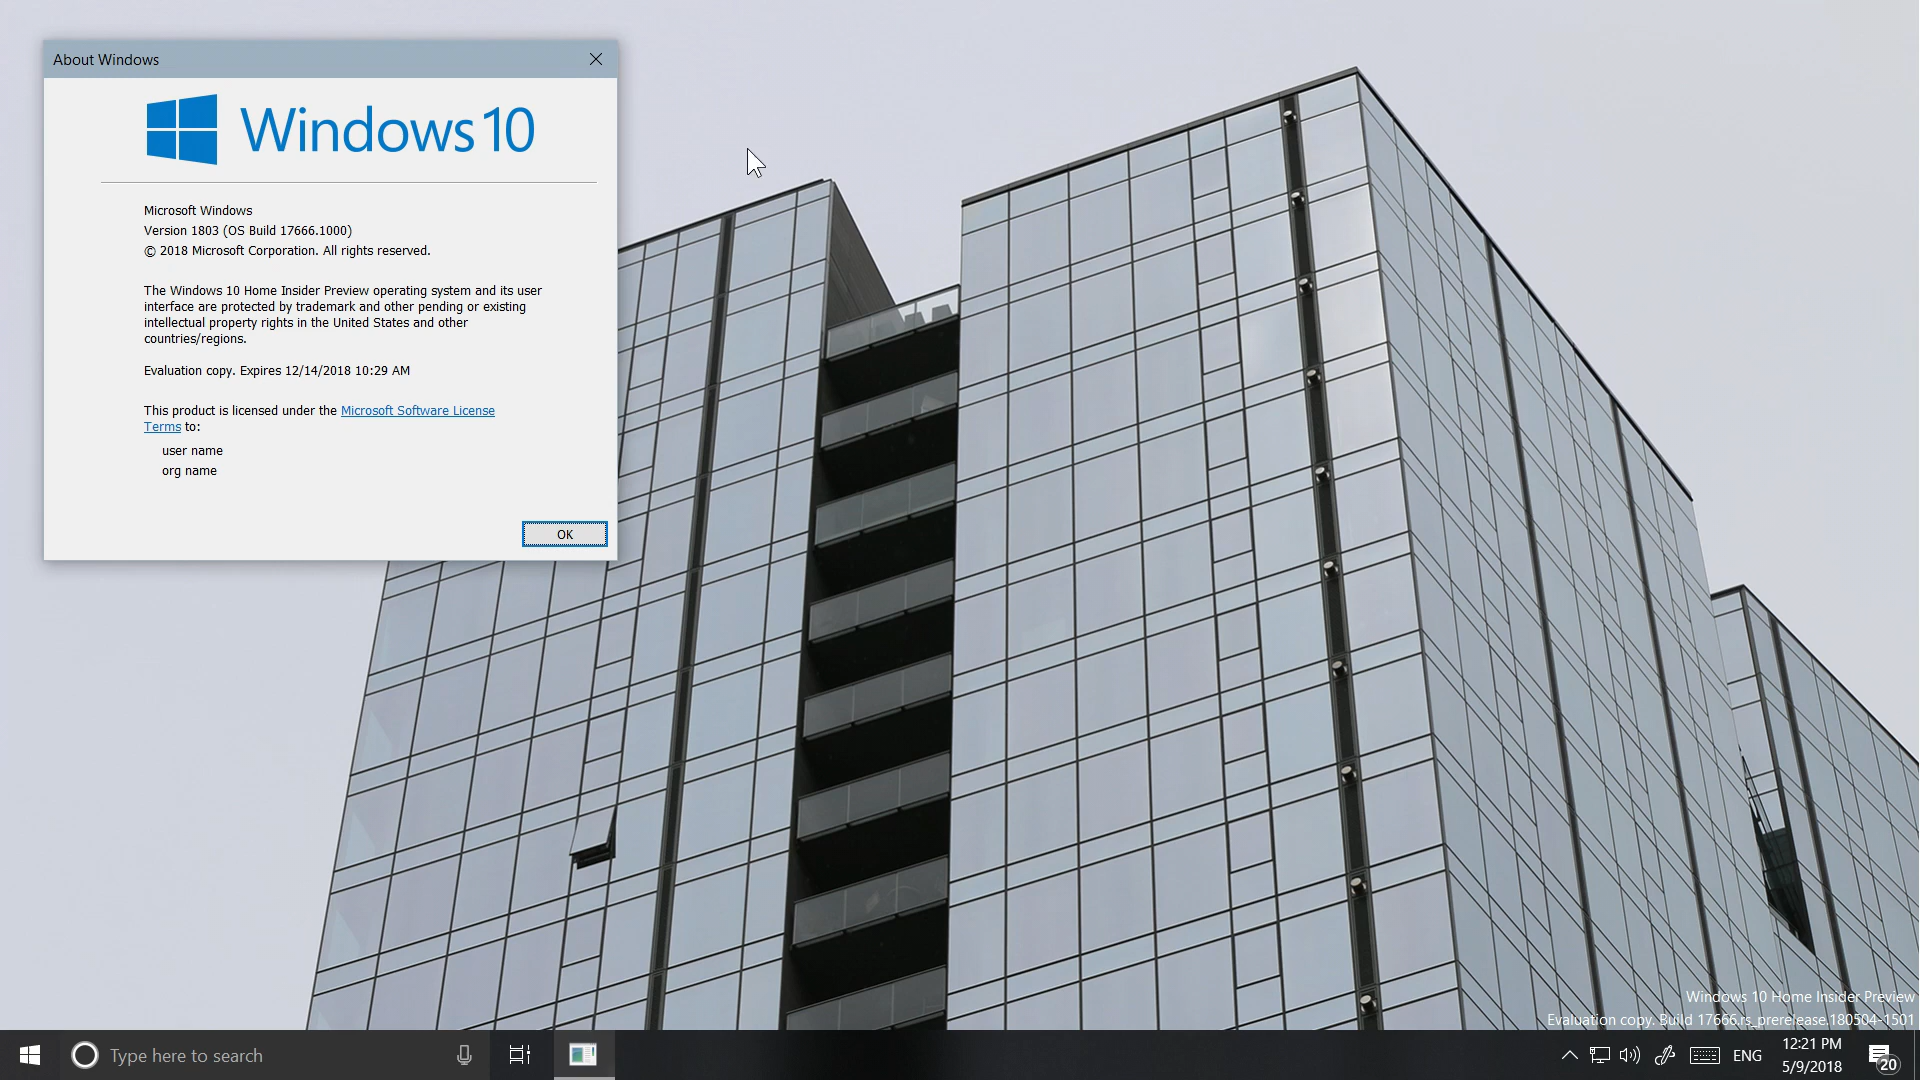 About Windows
Windows 10
Microsoft Windows
Version 1803 (OS Build 17666.1000)
© 2018 Microsoft Corporation. All rights reserved.
The Windows 10 Home Insider Preview operating system and its user
interface are protected by trademark and other pending or existing
intellectual property rights in the United States and other
countries/regions.
Evaluation copy. Expires 12/14/2018 10:29 AM
This product is licensed under the Microsoft Software License
Terms to:
user name
org name
OK
Windows 10 Home Insider Preview
Evaluation copy. Build 17666.rs_prerelease.180504-1501
Type here to search
ENG
12:21 PM
5/9/2018
20